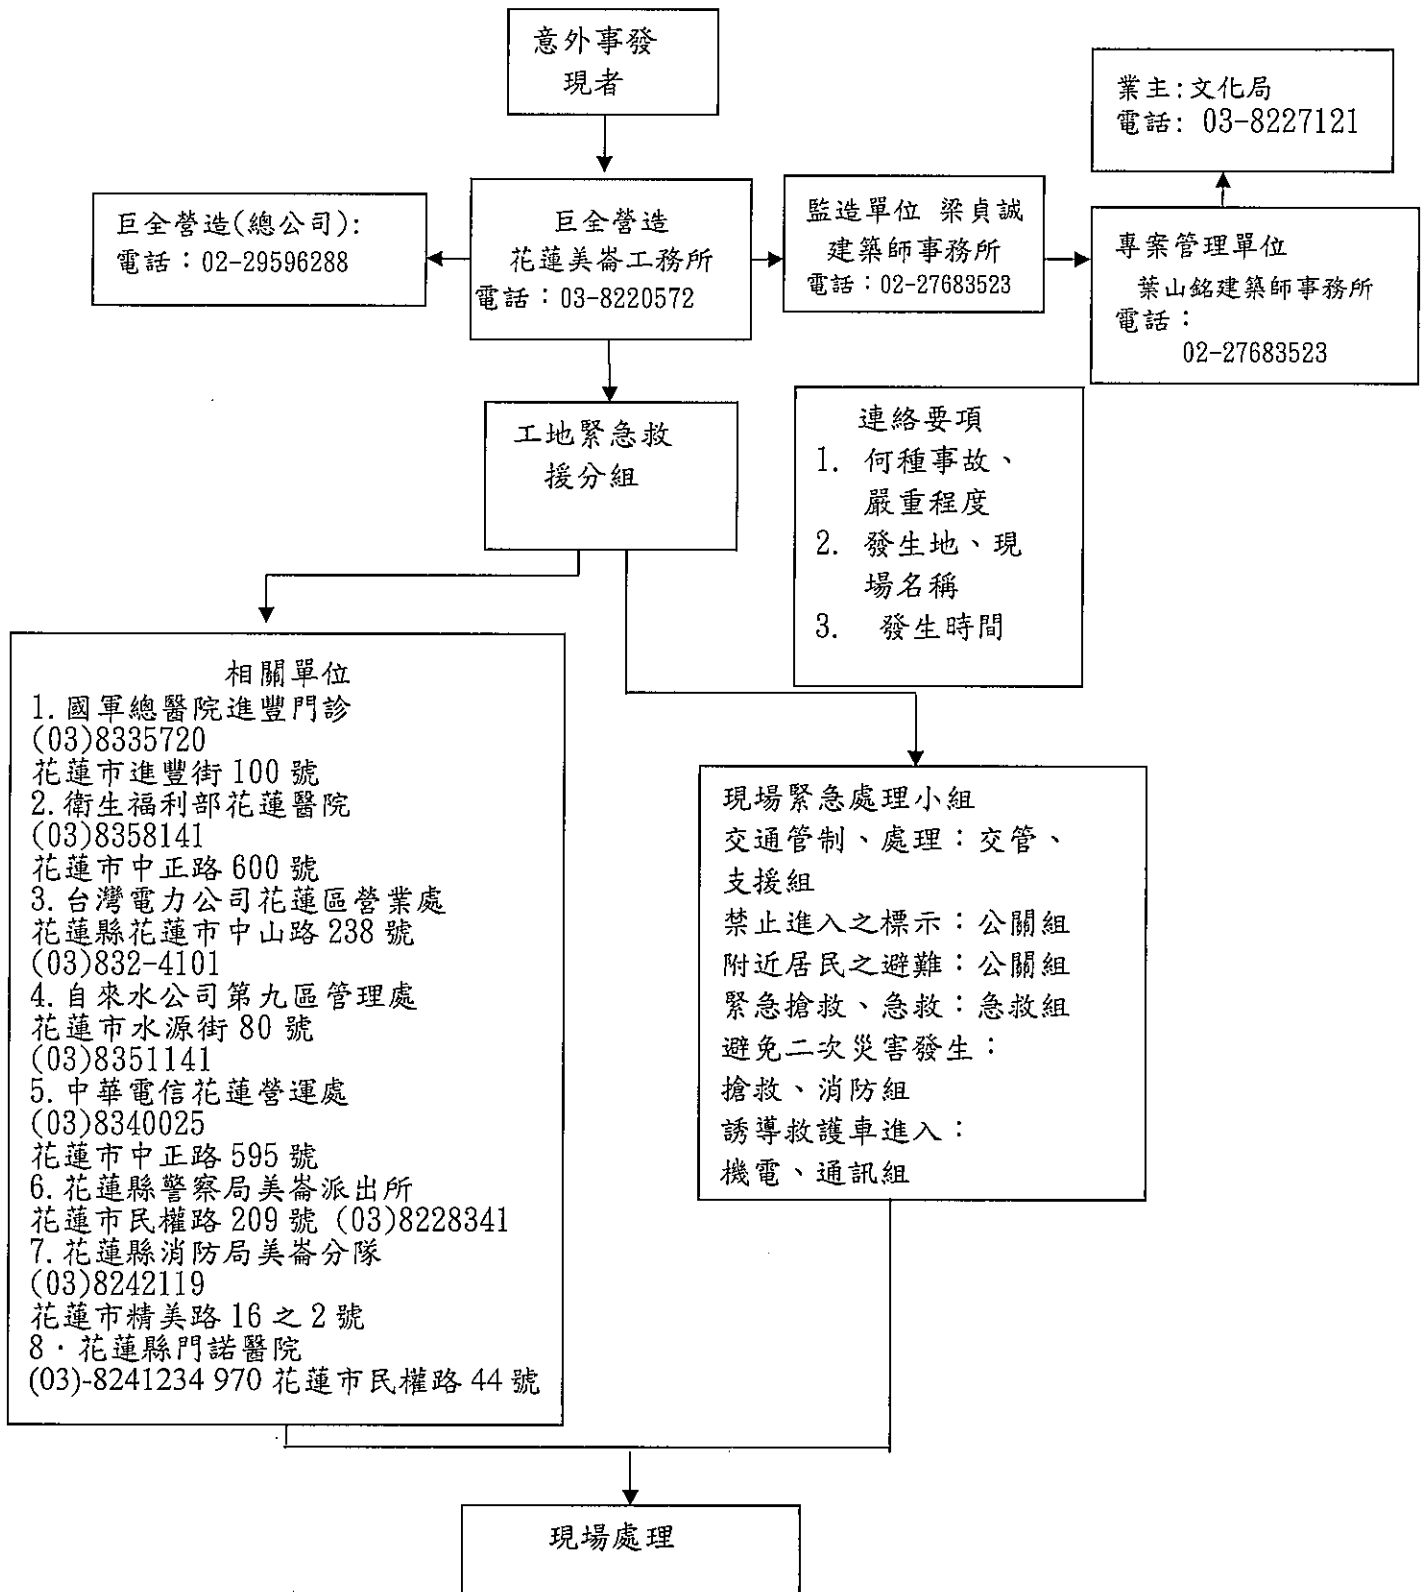 意外事發
現者
業主:文化局
電話: 03-8227121
巨全營造(總公司):
電話：02-29596288
巨全營造
花蓮美崙工務所
電話：03-8220572
監造單位 梁貞誠
建築師事務所
電話：02-27683523
專案管理單位
葉山銘建築師事務所
電話：
02-27683523
工地緊急救
援分組
連絡要項
1. 何種事故、
嚴重程度
2. 發生地、現
場名稱
3. 發生時間
相關單位
1.國軍總醫院進豐門診
(03)8335720
花蓮市進豐街 100 號
2.衛生福利部花蓮醫院
(03)8358141
花蓮市中正路 600 號
3.台灣電力公司花蓮區營業處
花蓮縣花蓮市中山路 238 號
(03)832-4101
4.自來水公司第九區管理處
花蓮市水源街 80 號
(03)8351141
5.中華電信花蓮營運處
(03)8340025
花蓮市中正路 595 號
6.花蓮縣警察局美崙派出所
花蓮市民權路 209 號 (03)8228341
7.花蓮縣消防局美崙分隊
(03)8242119
花蓮市精美路 16 之 2 號
8．花蓮縣門諾醫院
(03)-8241234 970 花蓮市民權路 44 號
現場緊急處理小組
交通管制、處理：交管、
支援組
禁止進入之標示：公關組
附近居民之避難：公關組
緊急搶救、急救：急救組
避免二次災害發生：
搶救、消防組
誘導救護車進入：
機電、通訊組
現場處理